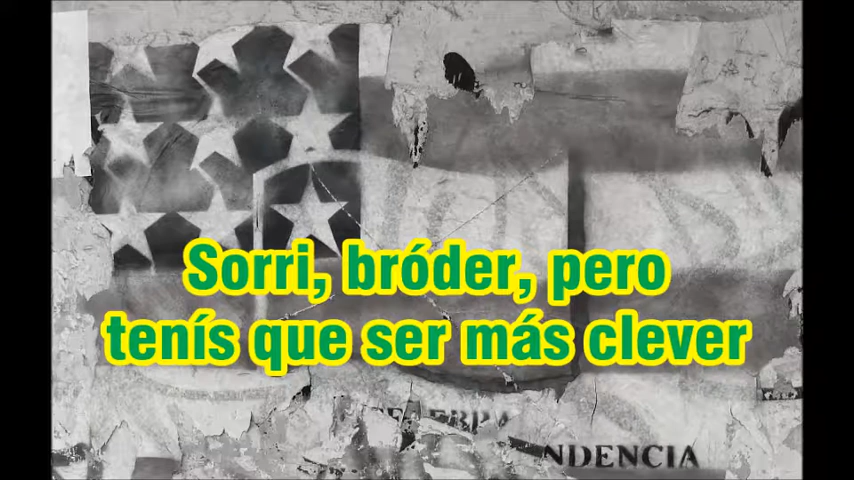 Sorri, bróder, pero
tenís que ser más clever
NDENCIA